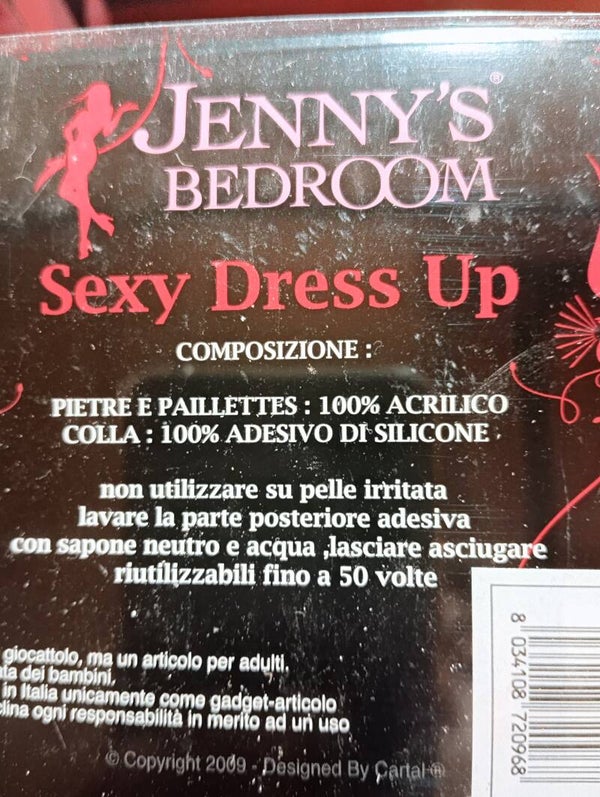 JENNY'S®
BEDROOM
Sexy Dress Up
COMPOSIZIONE :
PIETRE E PAILLETTES : 100% ACRILICO
COLLA : 100% ADESIVO DI SILICONE
non utilizzare su pelle irritata
lavare la parte posteriore adesiva
con sapone neutro e acqua ,lasciare asciugare
riutilizzabili fino a 50 volte
giocattolo, ma un articolo per adulti.
dei bambini.
in Italia unicamente come gadget-articolo
ogni responsabilità in merito ad un uso
© Copyright 2009 - Designed By Cartal ®
8 034108 720968